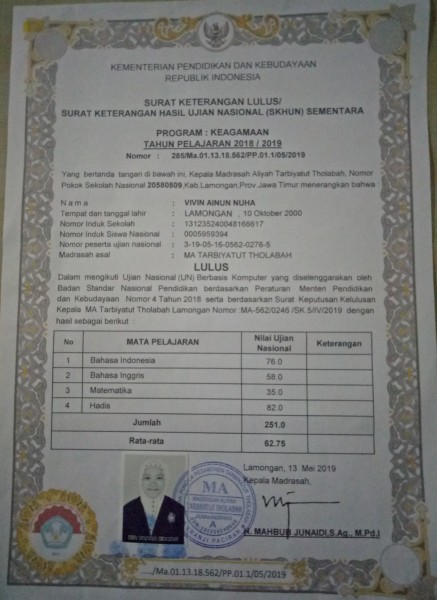 KEMENTERIAN PENDIDIKAN DAN KEBUDAYAAN
REPUBLIK INDONESIA
SURAT KETERANGAN LULUS/
SURAT KETERANGAN HASIL UJIAN NASIONAL (SKHUN) SEMENTARA
PROGRAM : KEAGAMAAN
TAHUN PELAJARAN 2018 / 2019
Nomor : 285/Ma.01.13.18.562/PP.01.1/05/2019
Yang bertanda tangan di bawah ini, Kepala Madrasah Aliyah Tarbiyatut Tholabah, Nomor
Pokok Sekolah Nasional 20580809,Kab.Lamongan,Prov.Jawa Timur menerangkan bahwa :
N a m a : VIVIN AINUN NUHA
Tempat dan tanggal lahir : LAMONGAN , 10 Oktober 2000
Nomor Induk Sekolah : 131235240048166617
Nomor Induk Siswa Nasional : 0005959394
Nomor peserta ujian nasional : 3-19-05-16-0562-0276-5
Madrasah asal : MA TARBIYATUT THOLABAH
LULUS
Dalam mengikuti Ujian Nasional (UN) Berbasis Komputer yang diselenggarakan oleh
Badan Standar Nasional Pendidikan berdasarkan Peraturan Menteri Pendidikan
dan Kebudayaan Nomor 4 Tahun 2018 serta berdasarkan Surat Keputusan Kelulusan
Kepala MA Tarbiyatut Tholabah Lamongan Nomor :MA-562/0246 /SK.5/IV/2019 dengan
hasil sebagai berikut :
No MATA PELAJARAN Nilai Ujian Nasional Keterangan
1 Bahasa Indonesia 76.0
2 Bahasa Inggris 58.0
3 Matematika 35.0
4 Hadis 82.0
Jumlah 251.0
Rata-rata 62.75
Lamongan, 13 Mei 2019
Kepala Madrasah,
MA
TARBIYATUT THOLABAH
A
H. MAHBUB JUNAIDI,S.Ag., M.Pd.I
..../Ma.01.13.18.562/PP.01.1/05/2019